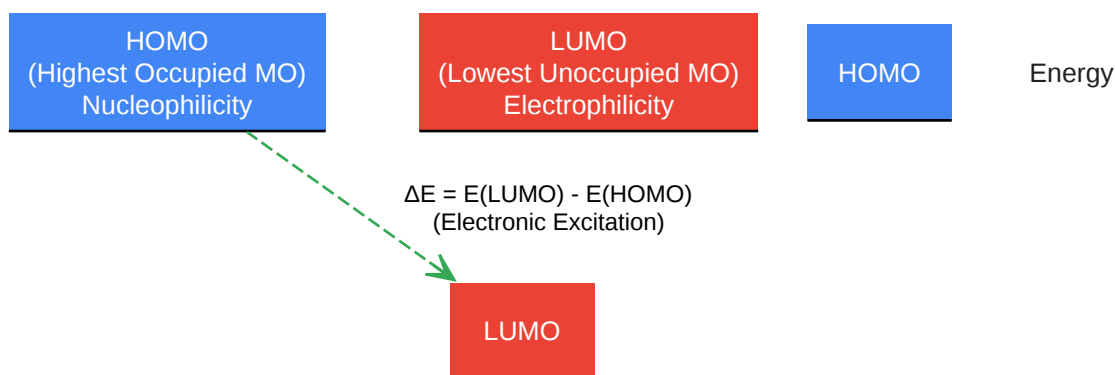 HOMO
(Highest Occupied MO)
Nucleophilicity
LUMO
(Lowest Unoccupied MO)
Electrophilicity
HOMO
Energy
ΔE = E(LUMO) - E(HOMO)
(Electronic Excitation)
LUMO